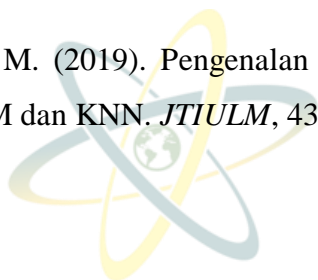 M. (2019). Pengenalan
M dan KNN. JTIULM, 43